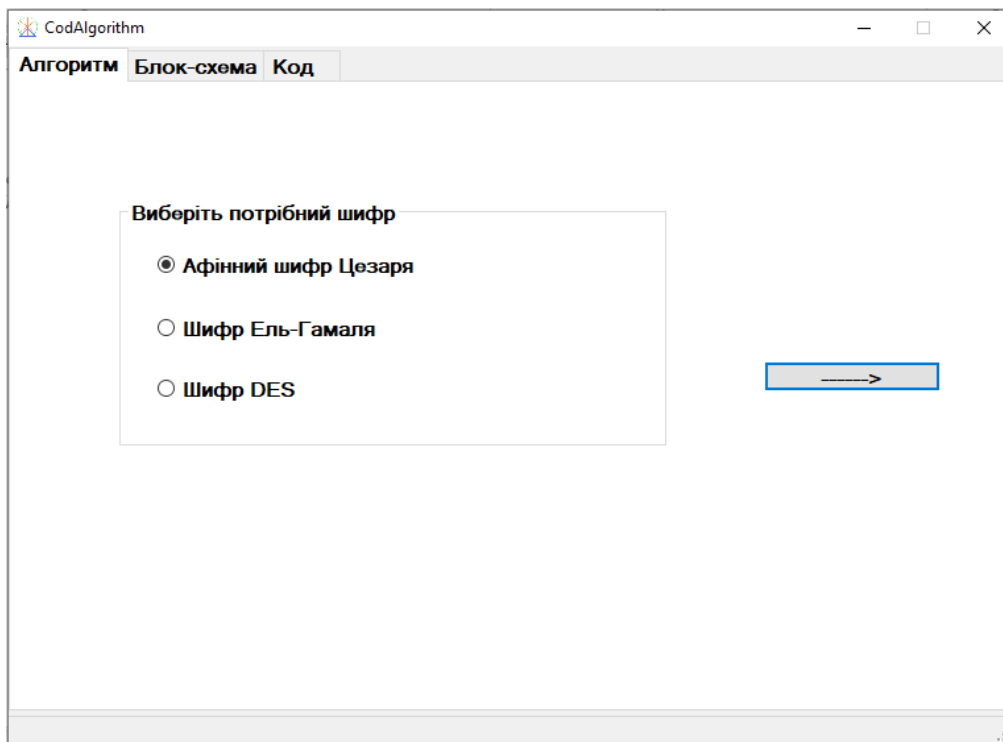 CodAlgorithm
Алгоритм Блок-схема Код
Виберіть потрібний шифр
Афінний шифр Цезаря
Шифр Ель-Гамаля
Шифр DES
------>